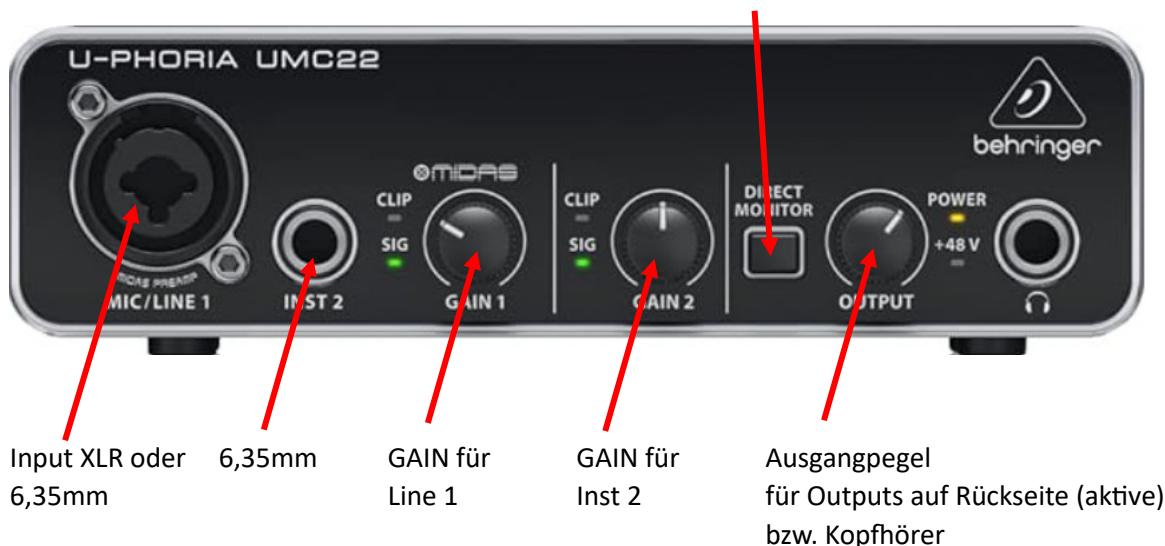 U-PHORIA UMC22
behringer
MIDAS
CLIP
SIG
CLIP
SIG
DIRECT
MONITOR
POWER
+48 V
MIDAS PREAMP
MIC/LINE 1
INST 2
GAIN 1
GAIN 2
OUTPUT
Input XLR oder
6,35mm
6,35mm
GAIN für
Line 1
GAIN für
Inst 2
Ausgangpegel
für Outputs auf Rückseite (aktive)
bzw. Kopfhörer